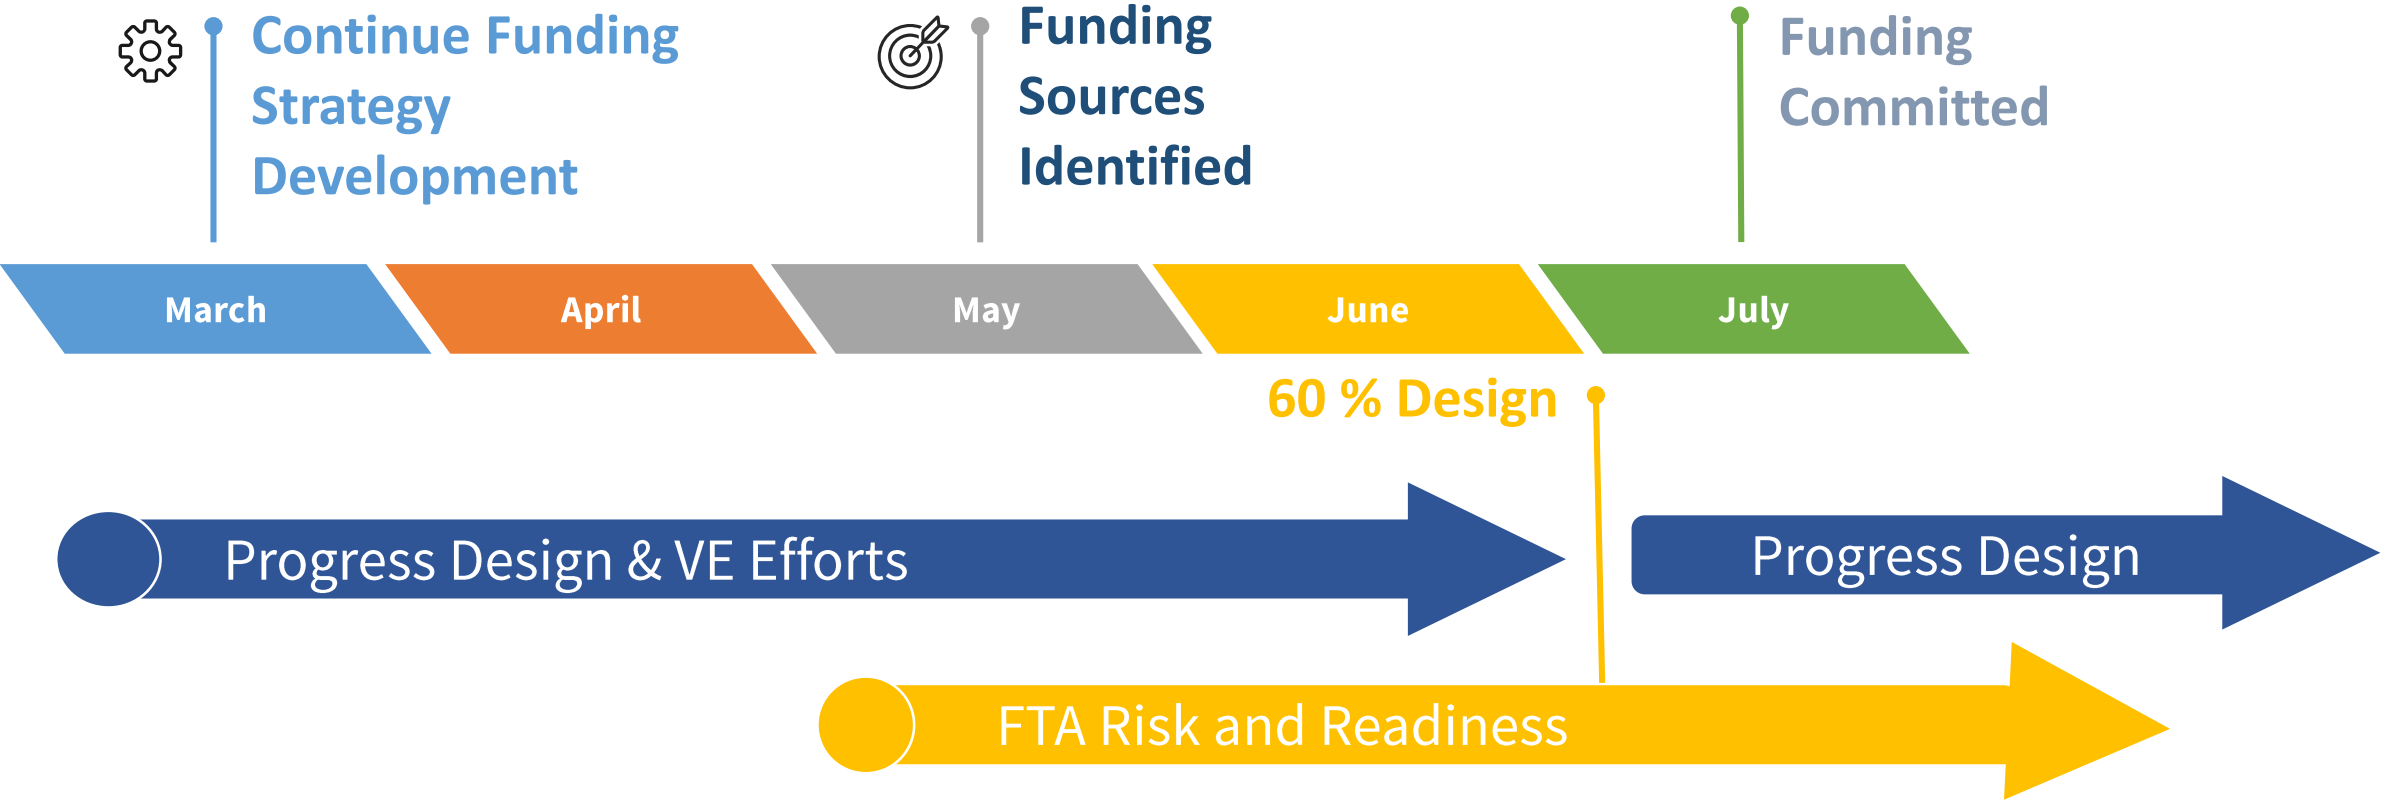 Continue Funding
Strategy
Development
Funding
Sources
Identified
Funding
Committed
March
April
May
June
July
60 % Design
Progress Design & VE Efforts
Progress Design
FTA Risk and Readiness